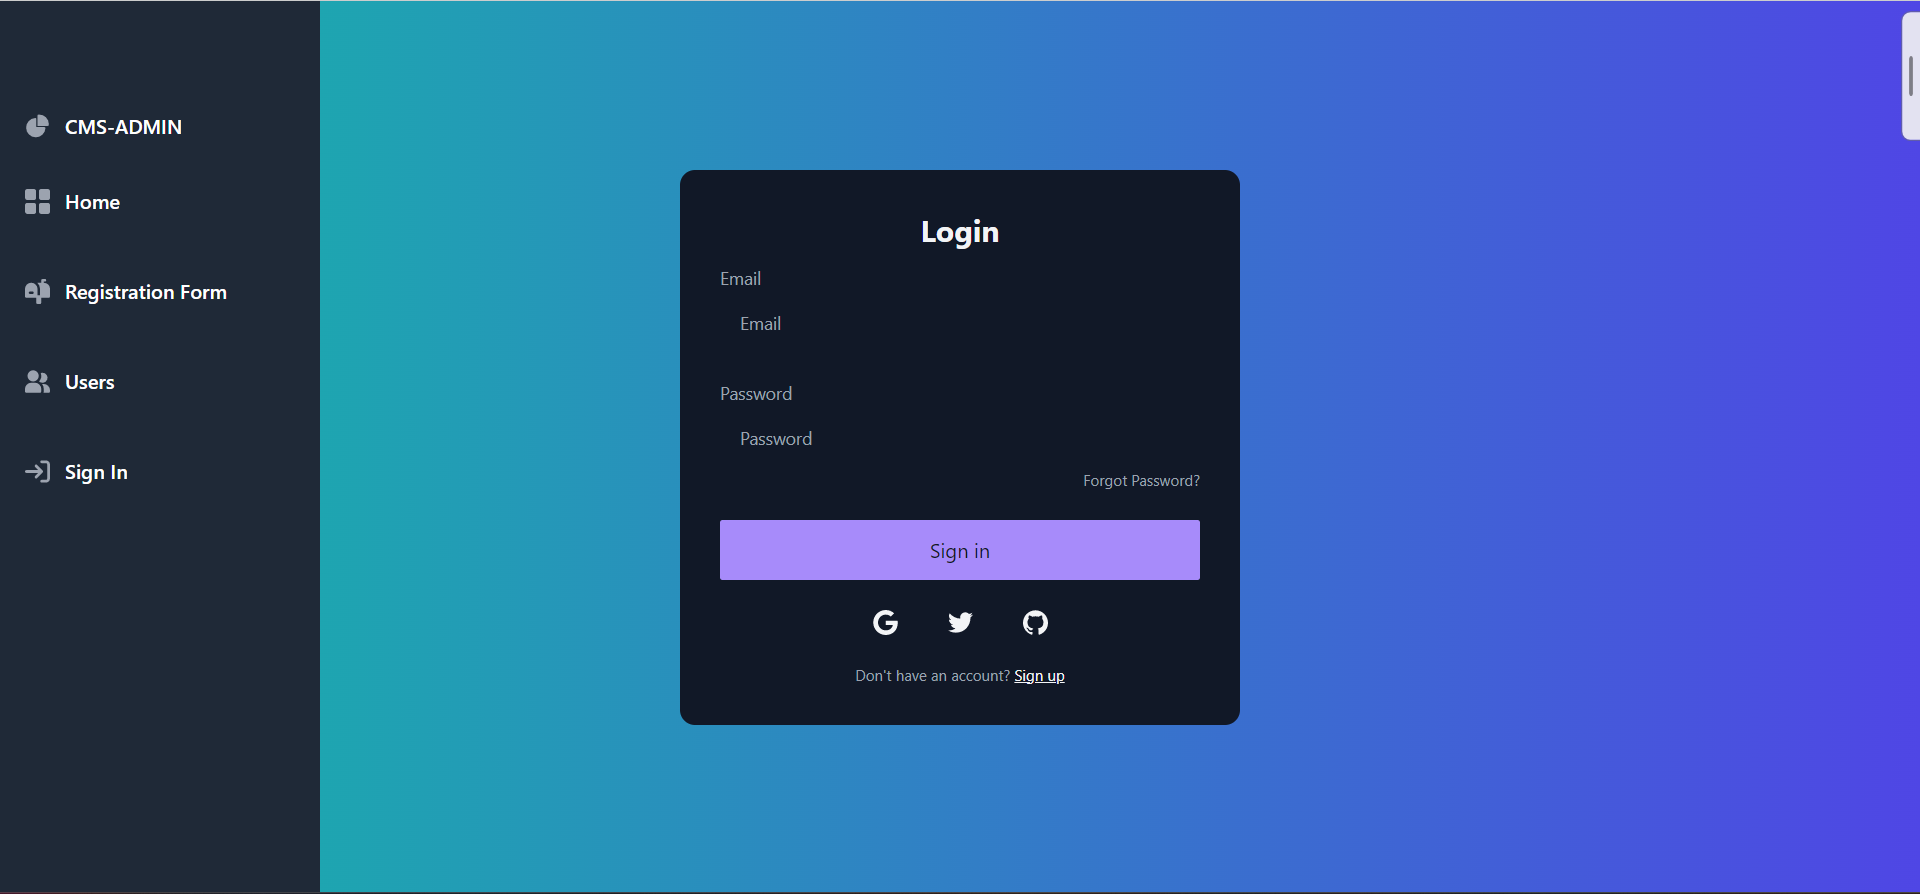 CMS-ADMIN
Home
Registration Form
Users
Sign In
Login
Email
Email
Password
Password
Forgot Password?
Sign in
Don't have an account? Sign up